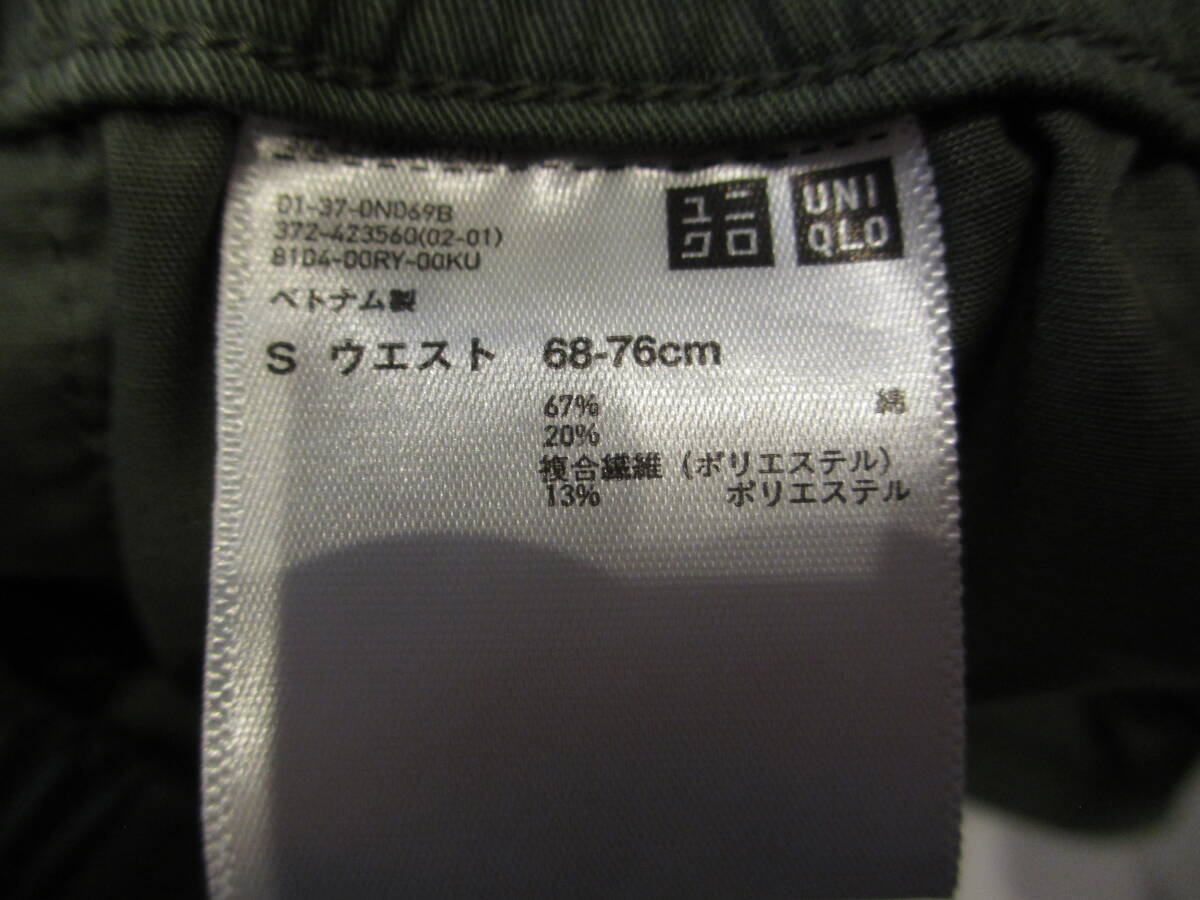 01-37-0N069B
372-423560(02-01)
81D4-00RY-00KU
ユニ
クロ
UNI
QLO
ベトナム製
S ウエスト 68-76cm
67% 綿
20%
複合繊維（ポリエステル）
13% ポリエステル